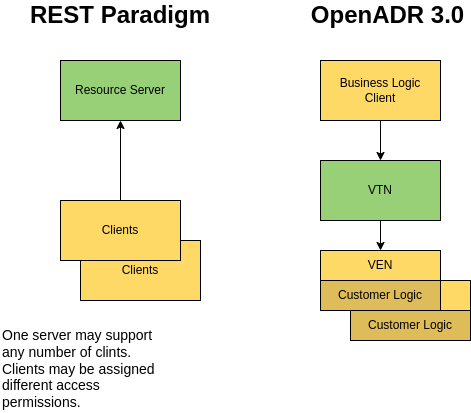 REST Paradigm
OpenADR 3.0
Resource Server
Business Logic
Client
VTN
Clients
Clients
VEN
Customer Logic
Customer Logic
One server may support
any number of clints.
Clients may be assigned
different access
permissions.